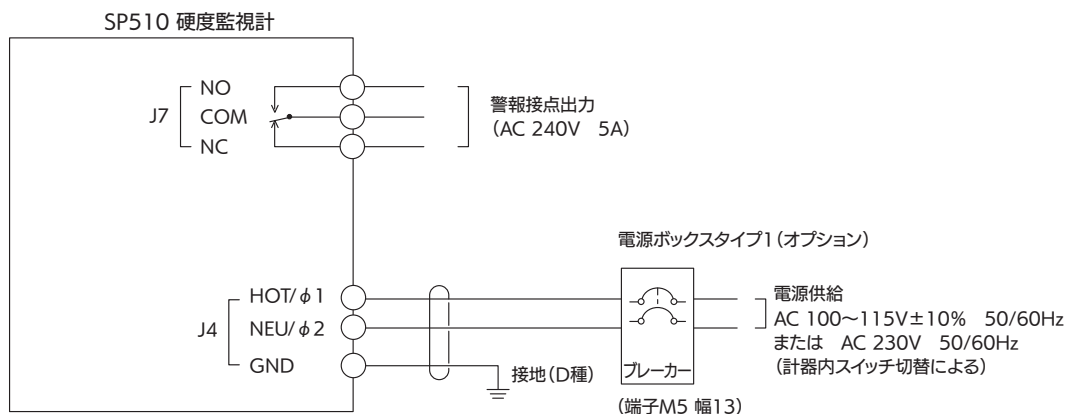 SP510 硬度監視計
NO
J7
COM
NC
警報接点出力
(AC 240V 5A)
電源ボックスタイプ1(オプション)
HOT/φ1
J4
NEU/φ2
GND
接地(D種)
ブレーカー
(端子M5 幅13)
電源供給
AC 100～115V±10% 50/60Hz
または AC 230V 50/60Hz
(計器内スイッチ切替による)